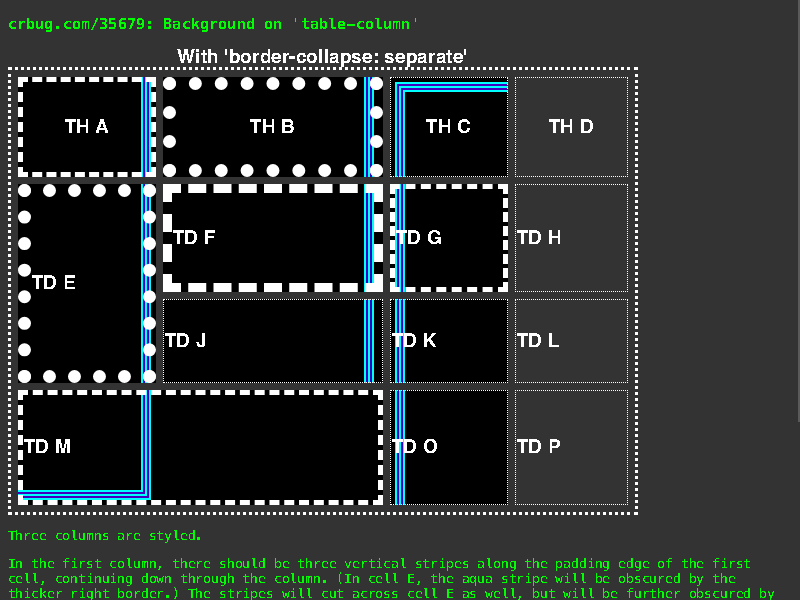 crbug.com/35679: Background on 'table-column'
With 'border-collapse: separate'
TH A TH B TH C TH D
TD E TD F TD G TD H
TD J TD K TD L
TD M TD O TD P
Three columns are styled.
In the first column, there should be three vertical stripes along the padding edge of the first
cell, continuing down through the column. (In cell E, the aqua stripe will be obscured by the
thicker right border.) The stripes will cut across cell E as well, but will be further obscured by